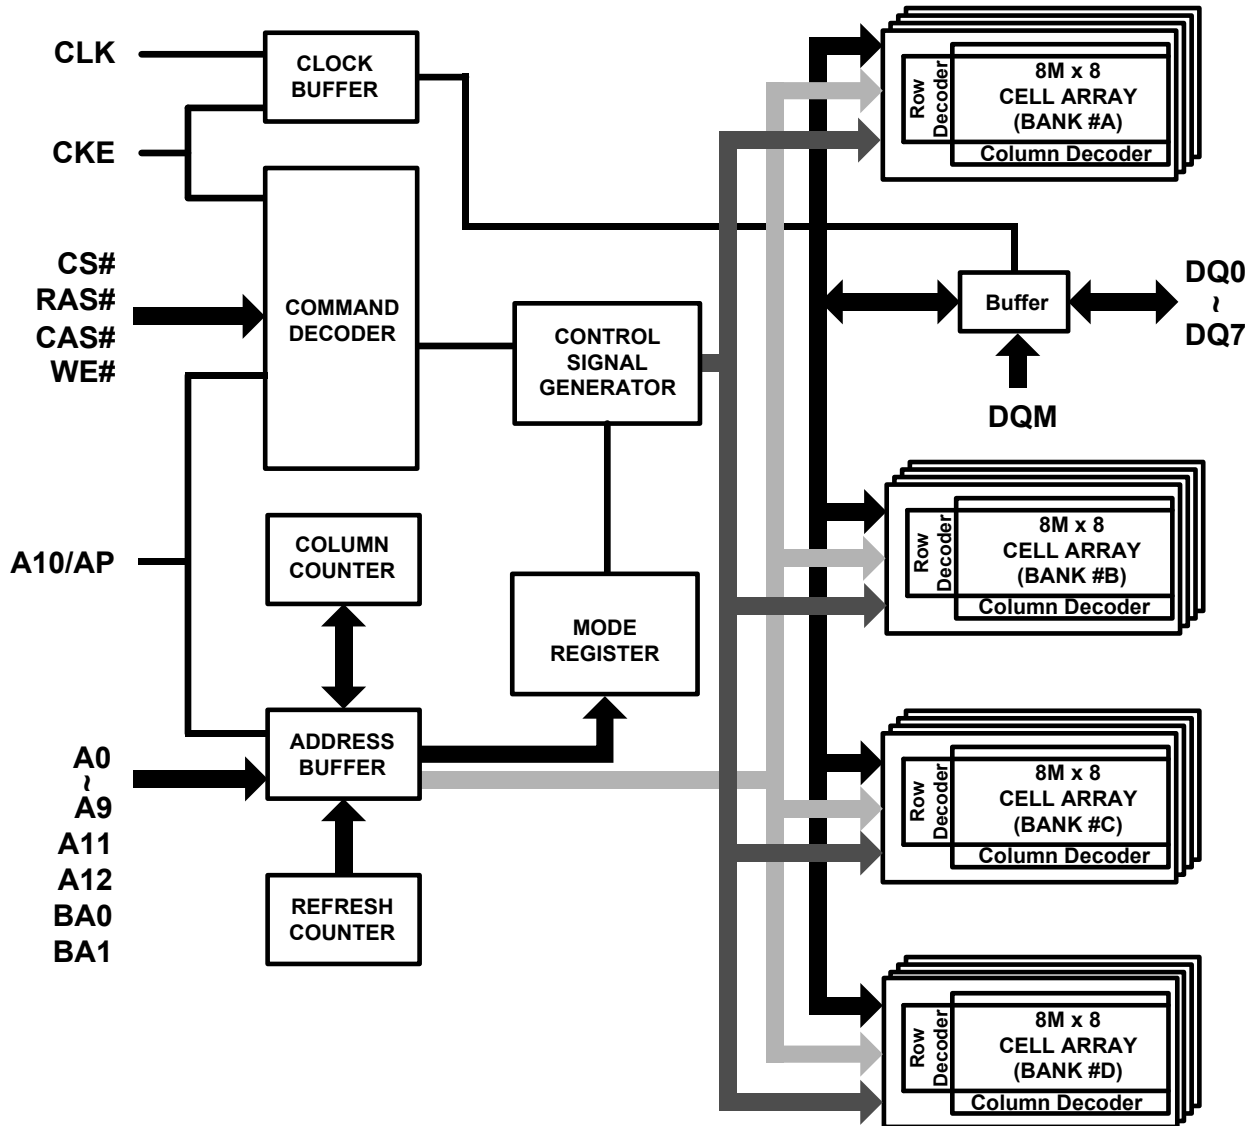 CLK
CLOCK
BUFFER
CKE
CS#
RAS#
CAS#
WE#
COMMAND
DECODER
CONTROL
SIGNAL
GENERATOR
A10/AP
COLUMN
COUNTER
MODE
REGISTER
A0
~
A9
A11
A12
BA0
BA1
ADDRESS
BUFFER
REFRESH
COUNTER
Row
Decoder
8M x 8
CELL ARRAY
(BANK #A)
Column Decoder
Buffer
DQ0
~
DQ7
DQM
Row
Decoder
8M x 8
CELL ARRAY
(BANK #B)
Column Decoder
Row
Decoder
8M x 8
CELL ARRAY
(BANK #C)
Column Decoder
Row
Decoder
8M x 8
CELL ARRAY
(BANK #D)
Column Decoder